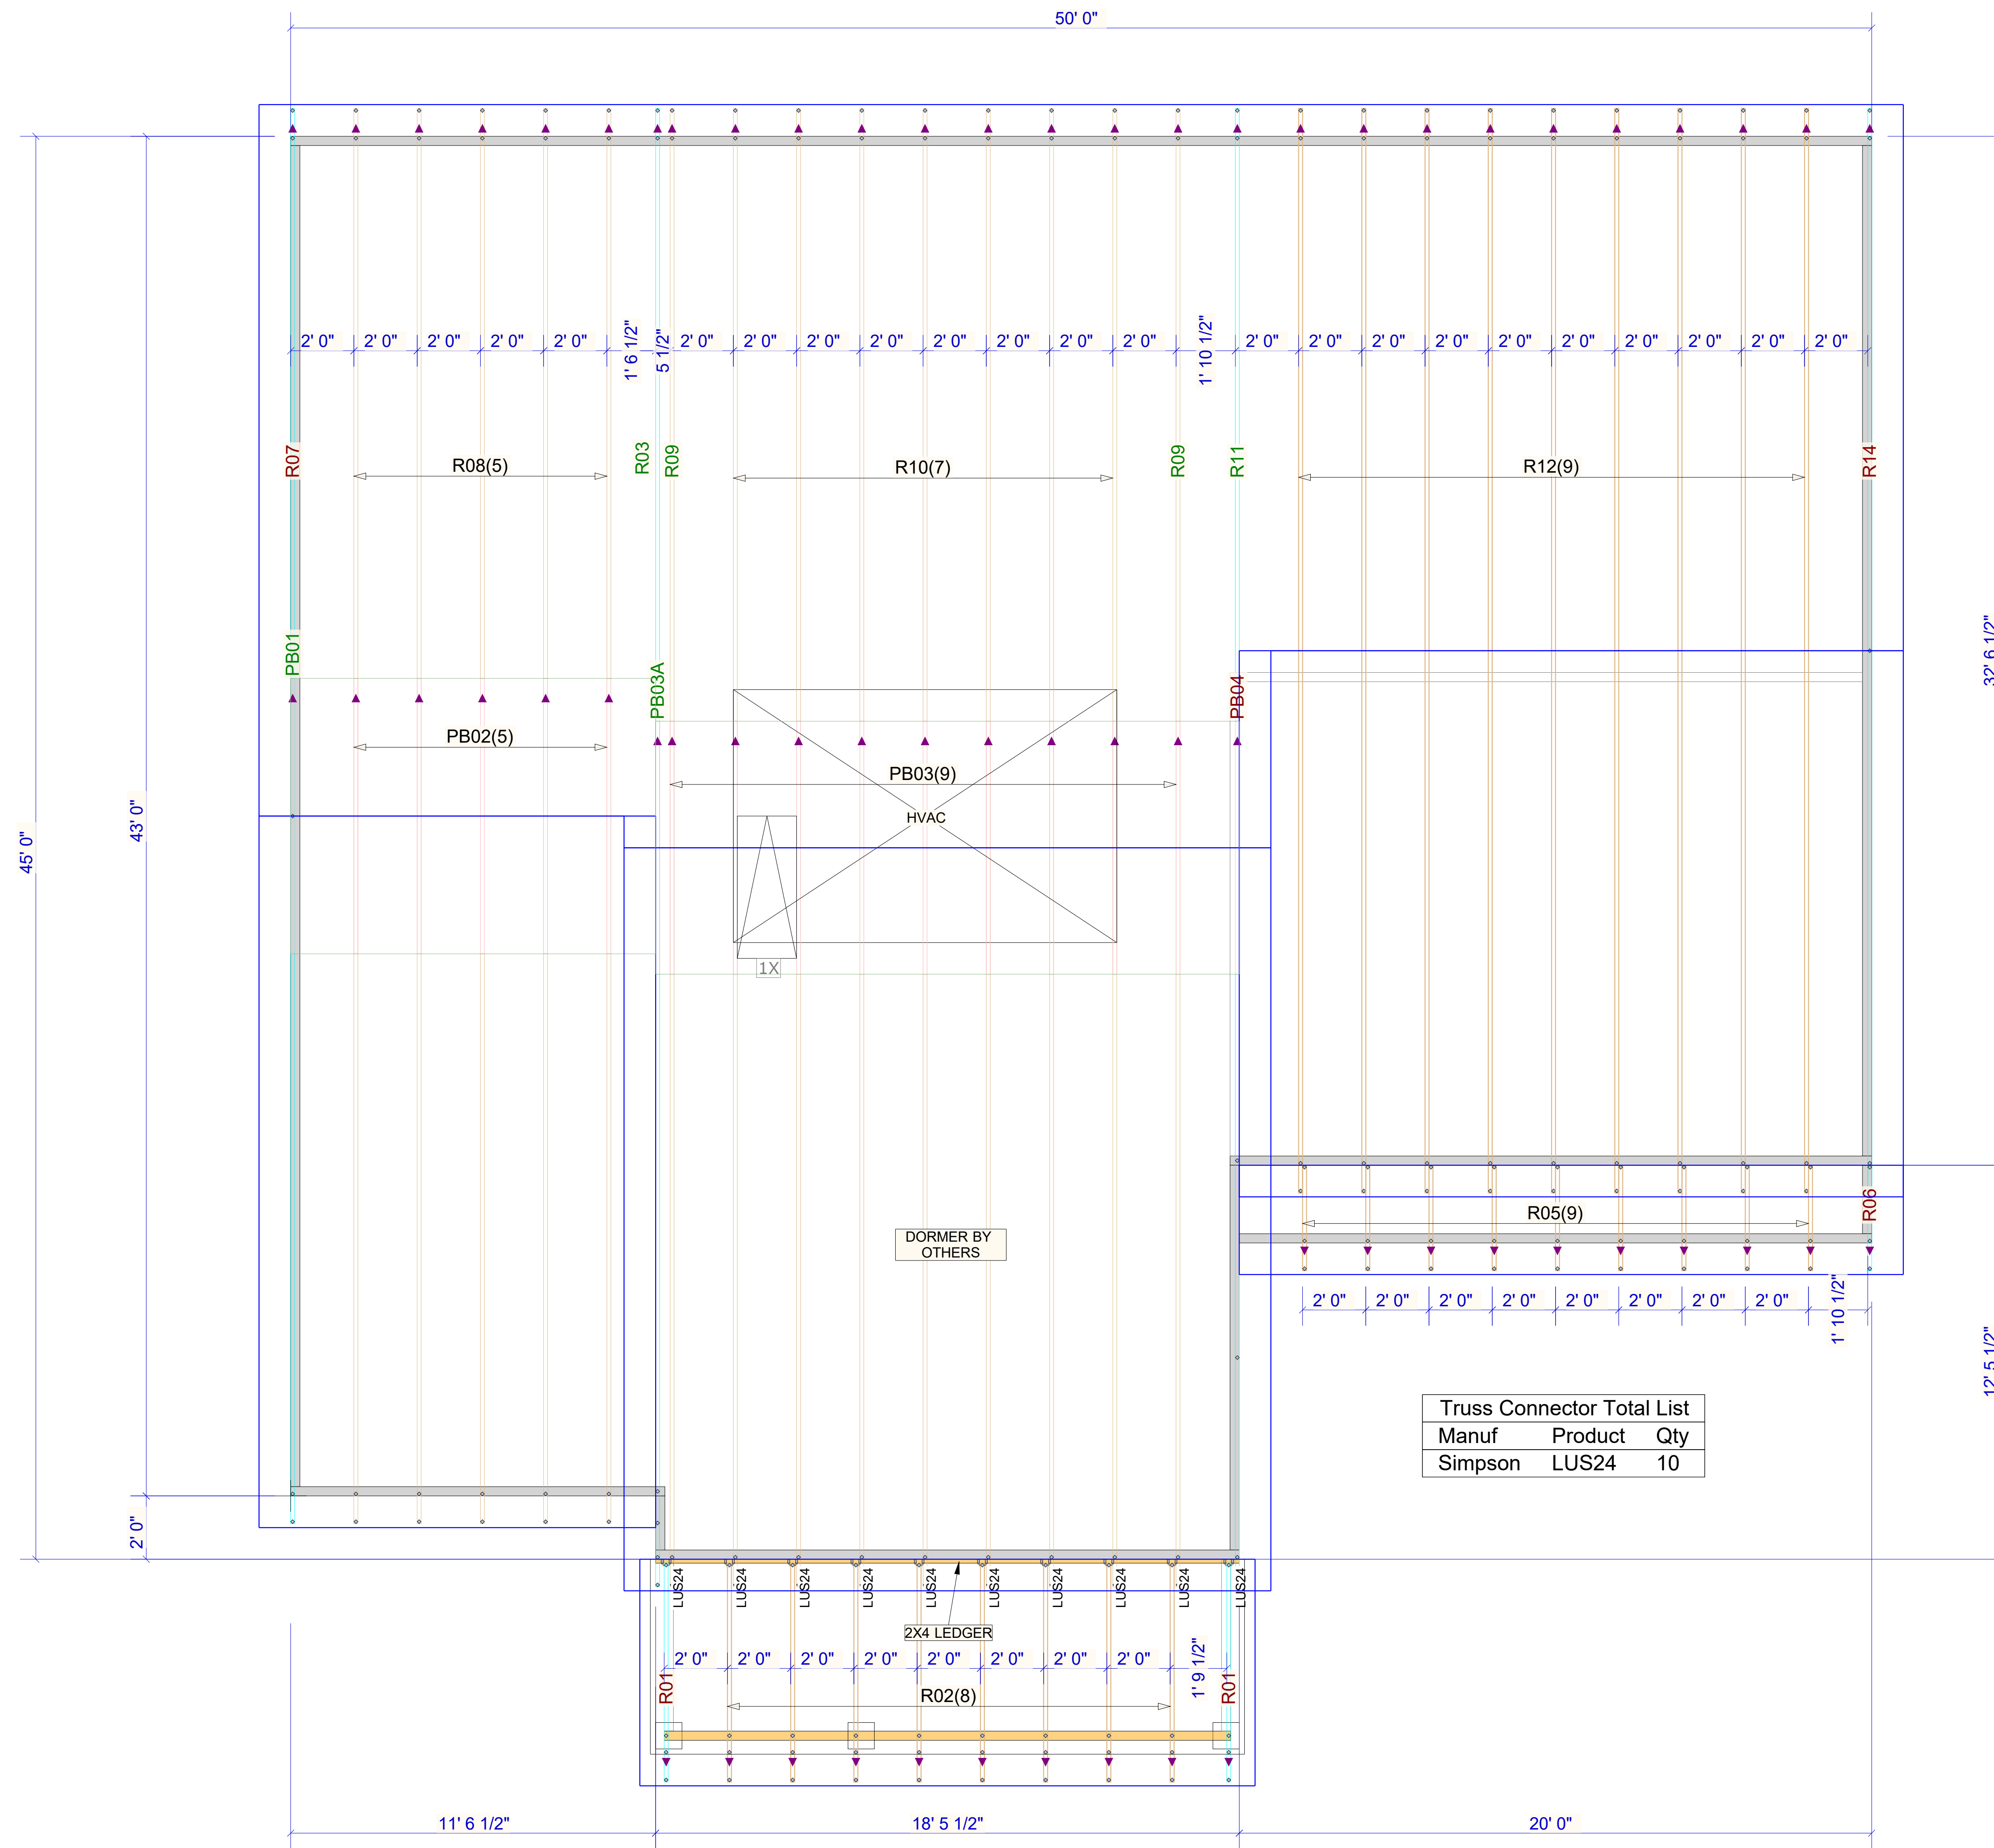 50' 0"
2' 0" 2' 0" 2' 0" 2' 0" 2' 0" 1' 6 1/2" 5 1/2" 2' 0" 2' 0" 2' 0" 2' 0" 2' 0" 2' 0" 2' 0" 2' 0" 1' 10 1/2" 2' 0" 2' 0" 2' 0" 2' 0" 2' 0" 2' 0" 2' 0" 2' 0" 2' 0" 2' 0"
R07 R08(5) R03 R09 R10(7) R09 R11 R12(9) R14
32' 6 1/2"
PB01
PB03A
PB04
PB02(5)
PB03(9)
45' 0"
43' 0"
HVAC
1X
R05(9)
R06
DORMER BY
OTHERS
2' 0" 2' 0" 2' 0" 2' 0" 2' 0" 2' 0" 2' 0" 2' 0" 1' 10 1/2"
12' 5 1/2"
Truss Connector Total List
Manuf Product Qty
Simpson LUS24 10
2' 0"
LUS24 LUS24 LUS24 LUS24 LUS24 LUS24 LUS24 LUS24 LUS24 LUS24
2X4 LEDGER
2' 0" 2' 0" 2' 0" 2' 0" 2' 0" 2' 0" 2' 0" 2' 0" 1' 9 1/2"
R01 R02(8) R01
11' 6 1/2" 18' 5 1/2" 20' 0"